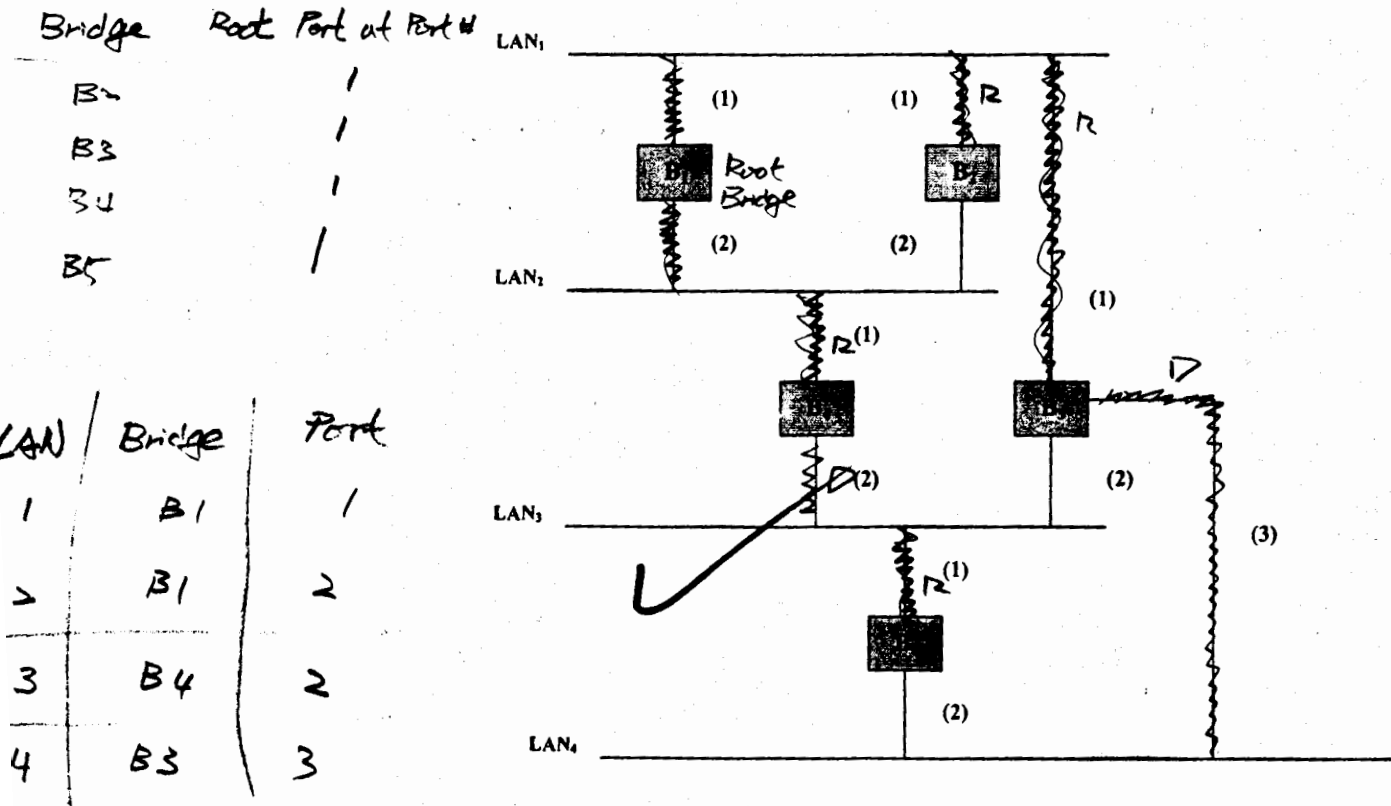 Bridge Root Port at Port #
B2 1
B3 1
B4 1
B5 1
LAN Bridge Port
1 B1 1
2 B1 2
3 B4 2
4 B3 3
LAN₁
(1) (1) R R
B₁ Root Bridge
(2) (2)
LAN₂
R (1) (1)
D
D (2) (2)
LAN₃
(3)
R (1)
(2)
LAN₄